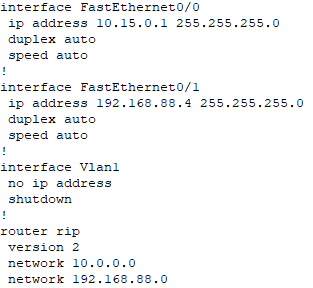 interface FastEthernet0/0
 ip address 10.15.0.1 255.255.255.0
 duplex auto
 speed auto
!
interface FastEthernet0/1
 ip address 192.168.88.4 255.255.255.0
 duplex auto
 speed auto
!
interface Vlan1
 no ip address
 shutdown
!
router rip
 version 2
 network 10.0.0.0
 network 192.168.88.0